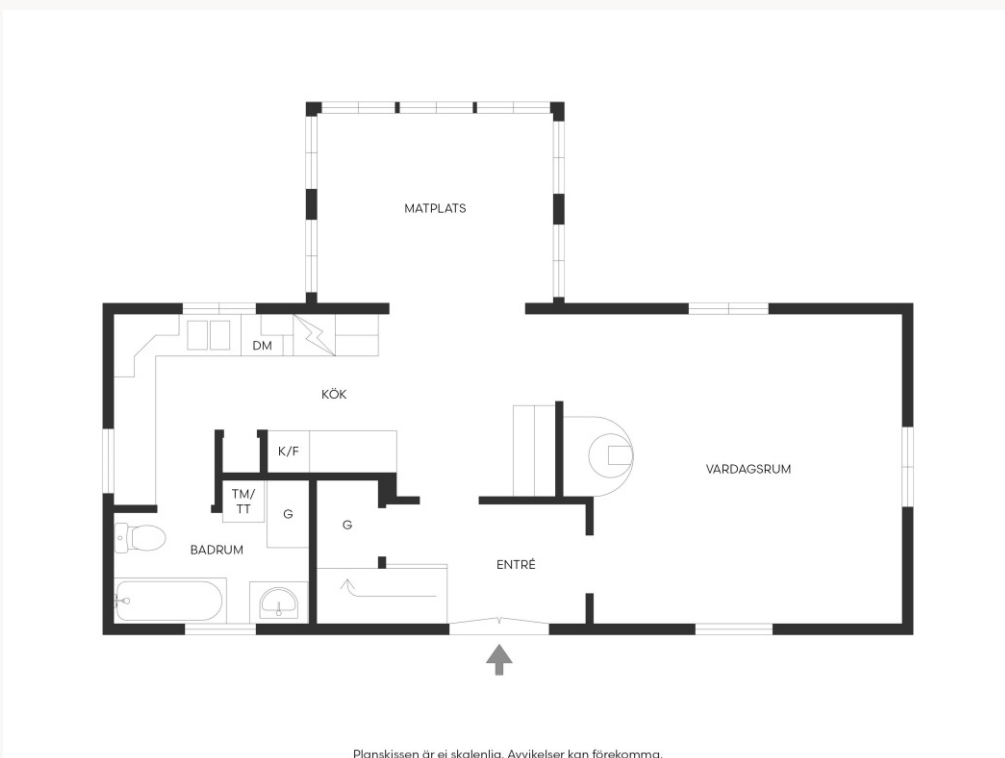 MATPLATS
DM
KÖK
K/F
VARDAGSRUM
TM/
TT
G
G
BADRUM
ENTRÉ
Planskissen är ej skalenlig. Avvikelser kan förekomma.